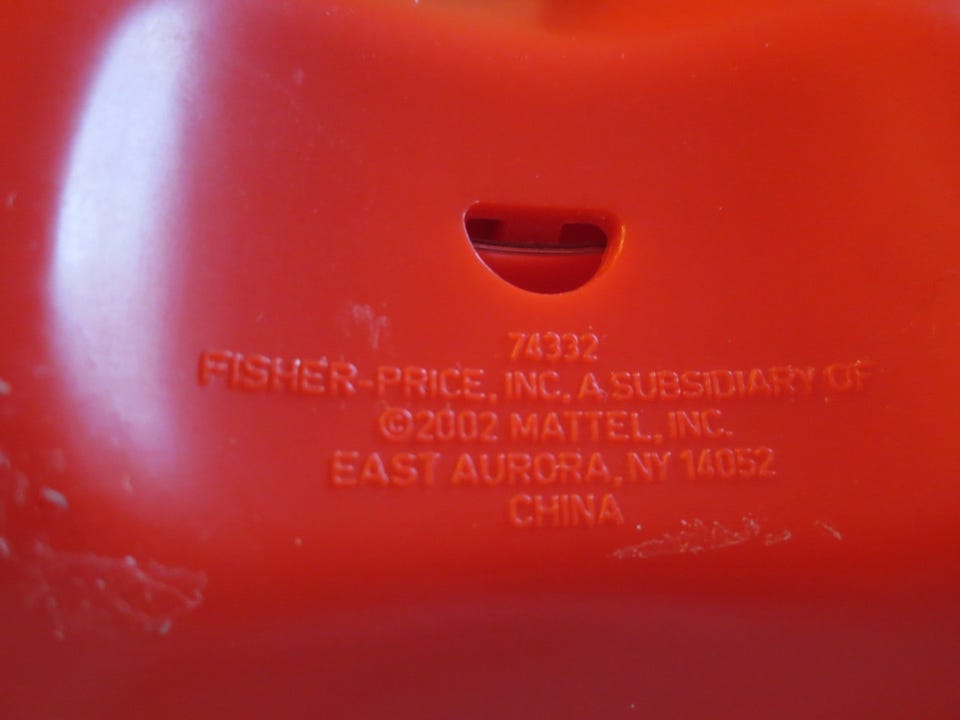 74332
FISHER-PRICE, INC. A SUBSIDIARY OF
©2002 MATTEL, INC.
EAST AURORA, NY 14052
CHINA